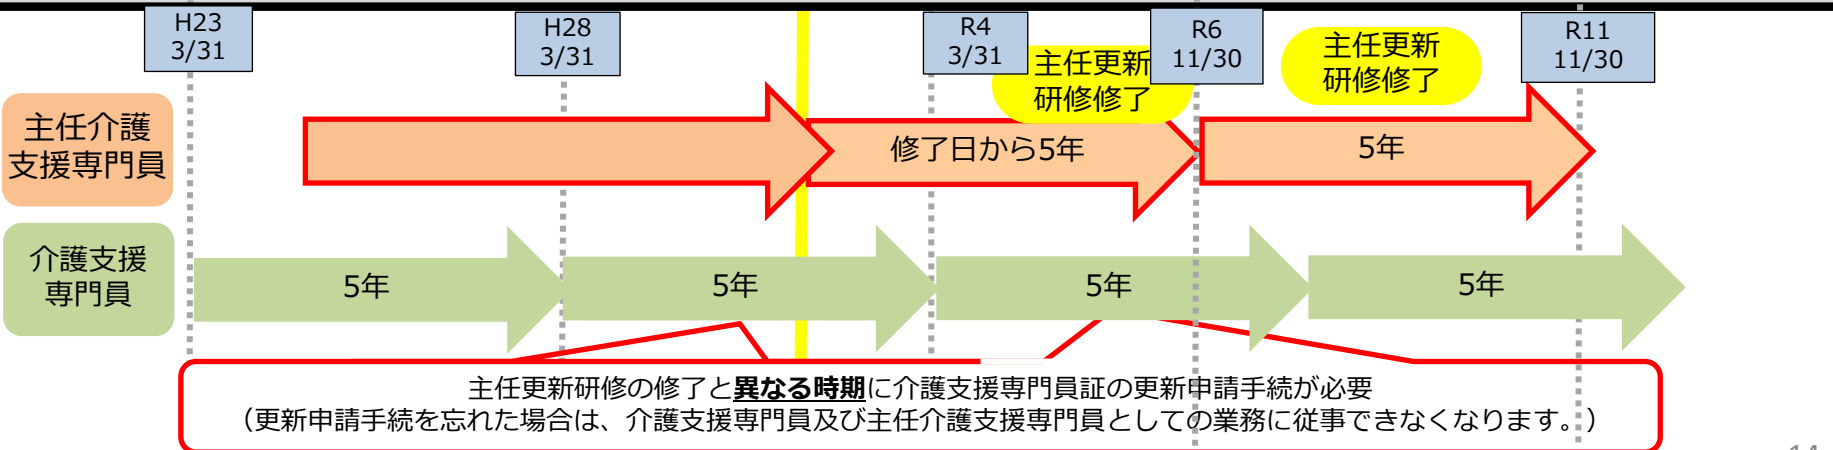 H23
3/31
H28
3/31
R4
3/31
主任更新
研修修了
R6
11/30
主任更新
研修修了
R11
11/30
主任介護
支援専門員
修了日から5年
5年
介護支援
専門員
5年
5年
5年
5年
主任更新研修の修了と異なる時期に介護支援専門員証の更新申請手続が必要
（更新申請手続を忘れた場合は、介護支援専門員及び主任介護支援専門員としての業務に従事できなくなります。）